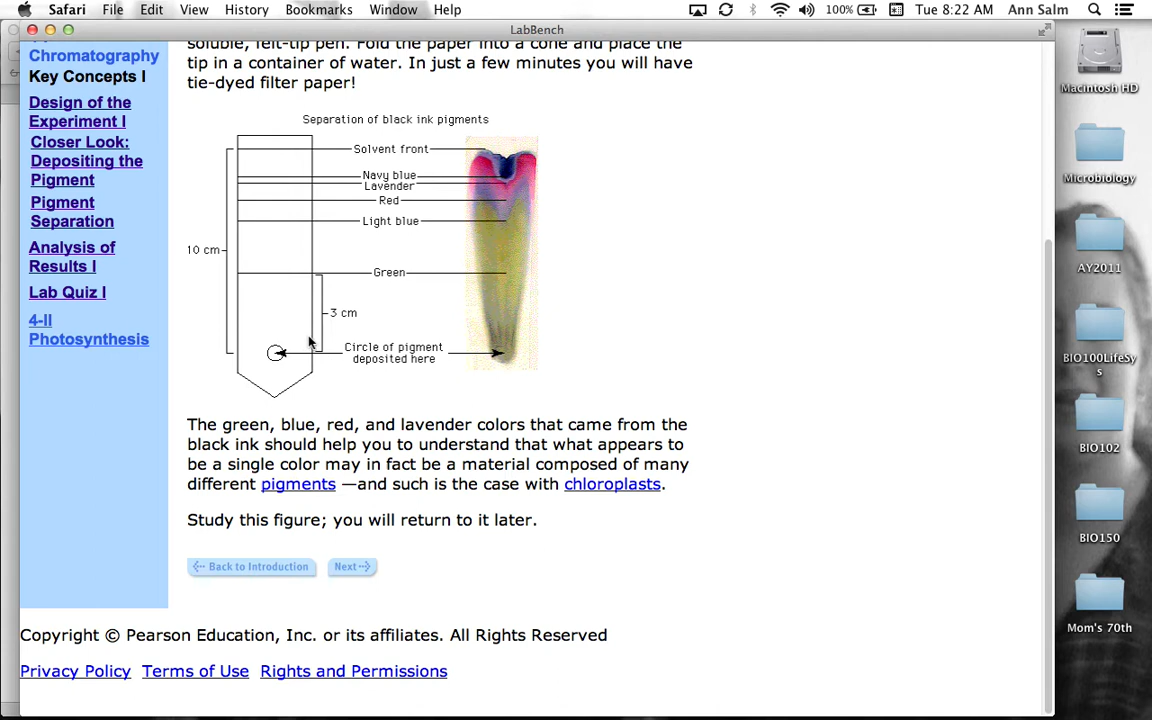 Safari File Edit View History Bookmarks Window Help 100% Tue 8:22 AM Ann Salm
LabBench
Chromatography
Key Concepts I
Design of the
Experiment I
Closer Look:
Depositing the
Pigment
Pigment
Separation
Analysis of
Results I
Lab Quiz I
4-II
Photosynthesis
soluble, felt-tip pen. Fold the paper into a cone and place the
tip in a container of water. In just a few minutes you will have
tie-dyed filter paper!
Separation of black ink pigments
Solvent front
Navy blue
Lavender
Red
Light blue
10 cm
Green
3 cm
Circle of pigment
deposited here
The green, blue, red, and lavender colors that came from the
black ink should help you to understand that what appears to
be a single color may in fact be a material composed of many
different pigments —and such is the case with chloroplasts.
Study this figure; you will return to it later.
Back to Introduction Next
Copyright © Pearson Education, Inc. or its affiliates. All Rights Reserved
Privacy Policy Terms of Use Rights and Permissions
Macintosh HD
Microbiology
AY2011
BIO100LifeSy
s
BIO102
BIO150
Mom's 70th